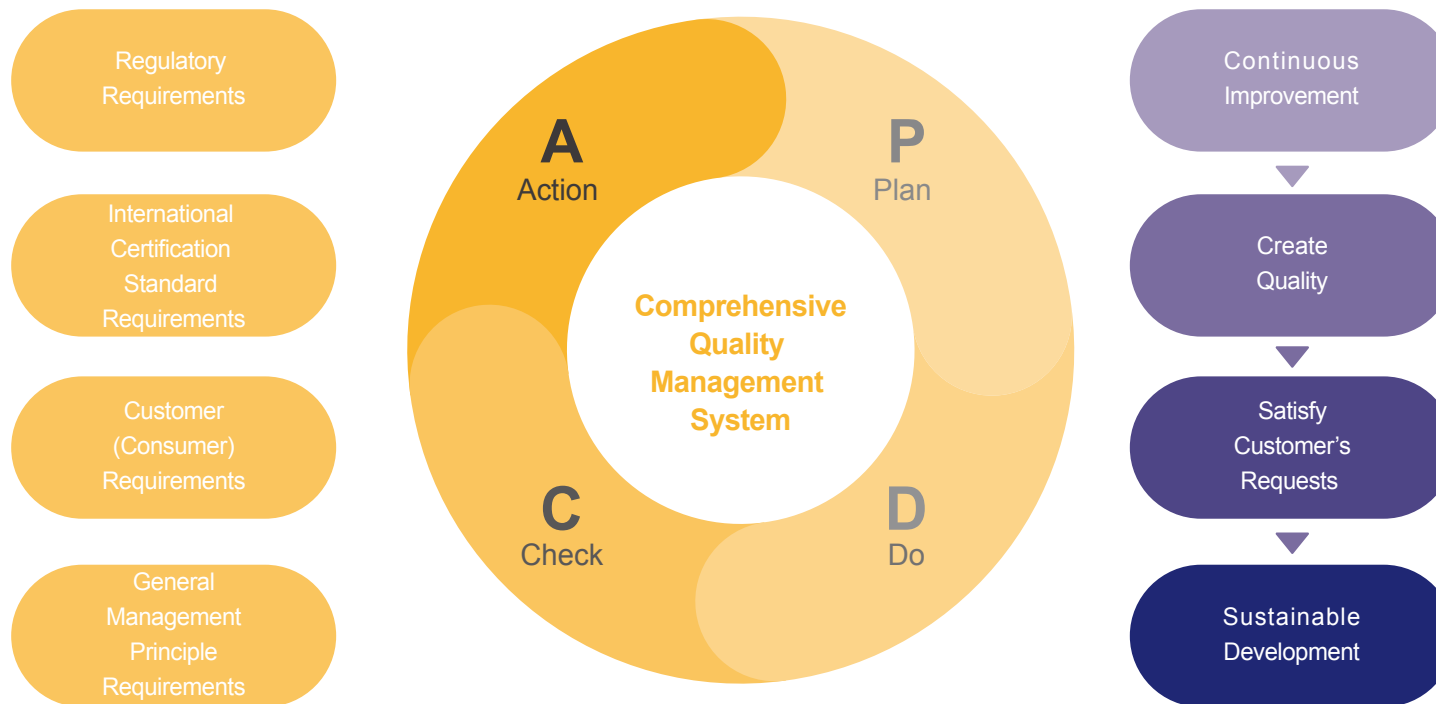 Regulatory
Requirements
International
Certification
Standard
Requirements
Customer
(Consumer)
Requirements
General
Management
Principle
Requirements
A
Action
P
Plan
Comprehensive
Quality
Management
System
C
Check
D
Do
Continuous
Improvement
Create
Quality
Satisfy
Customer’s
Requests
Sustainable
Development